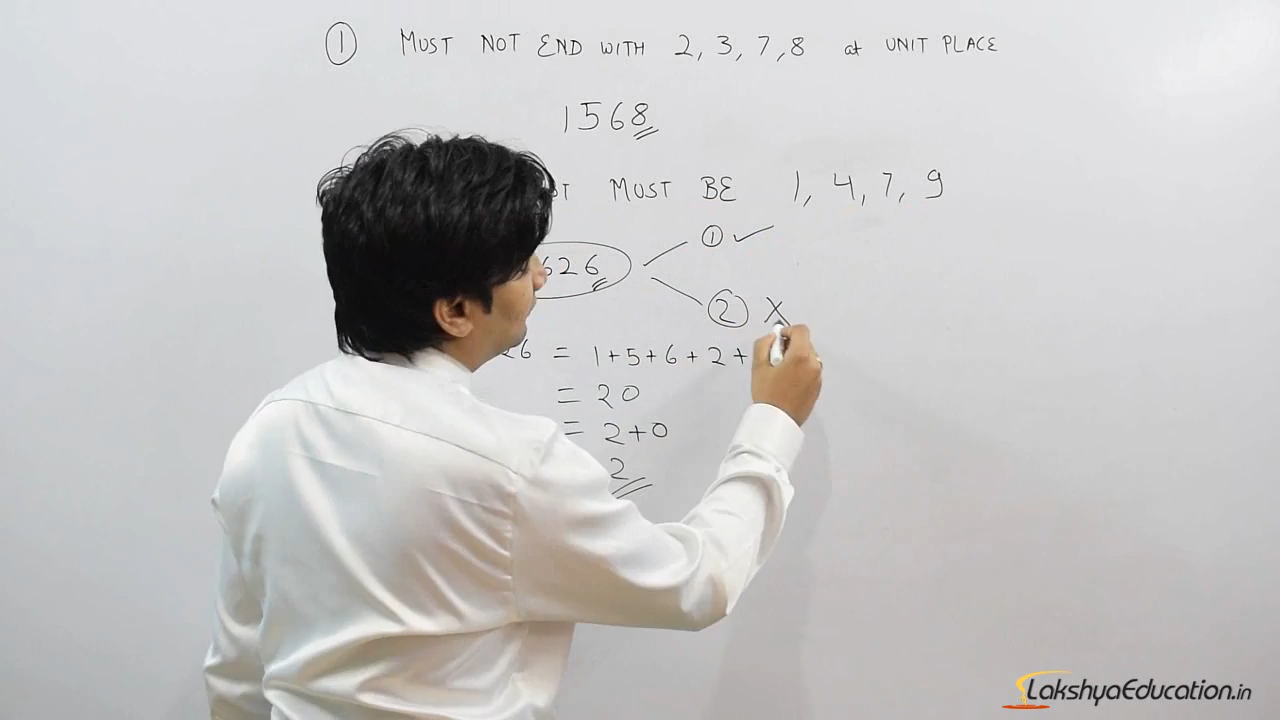 ① MUST NOT END WITH 2, 3, 7, 8 at UNIT PLACE
1568
MUST BE 1, 4, 7, 9
626 ① ✓
② X
26 = 1+5+6+2+
= 20
= 2+0
2
LakshyaEducation.in